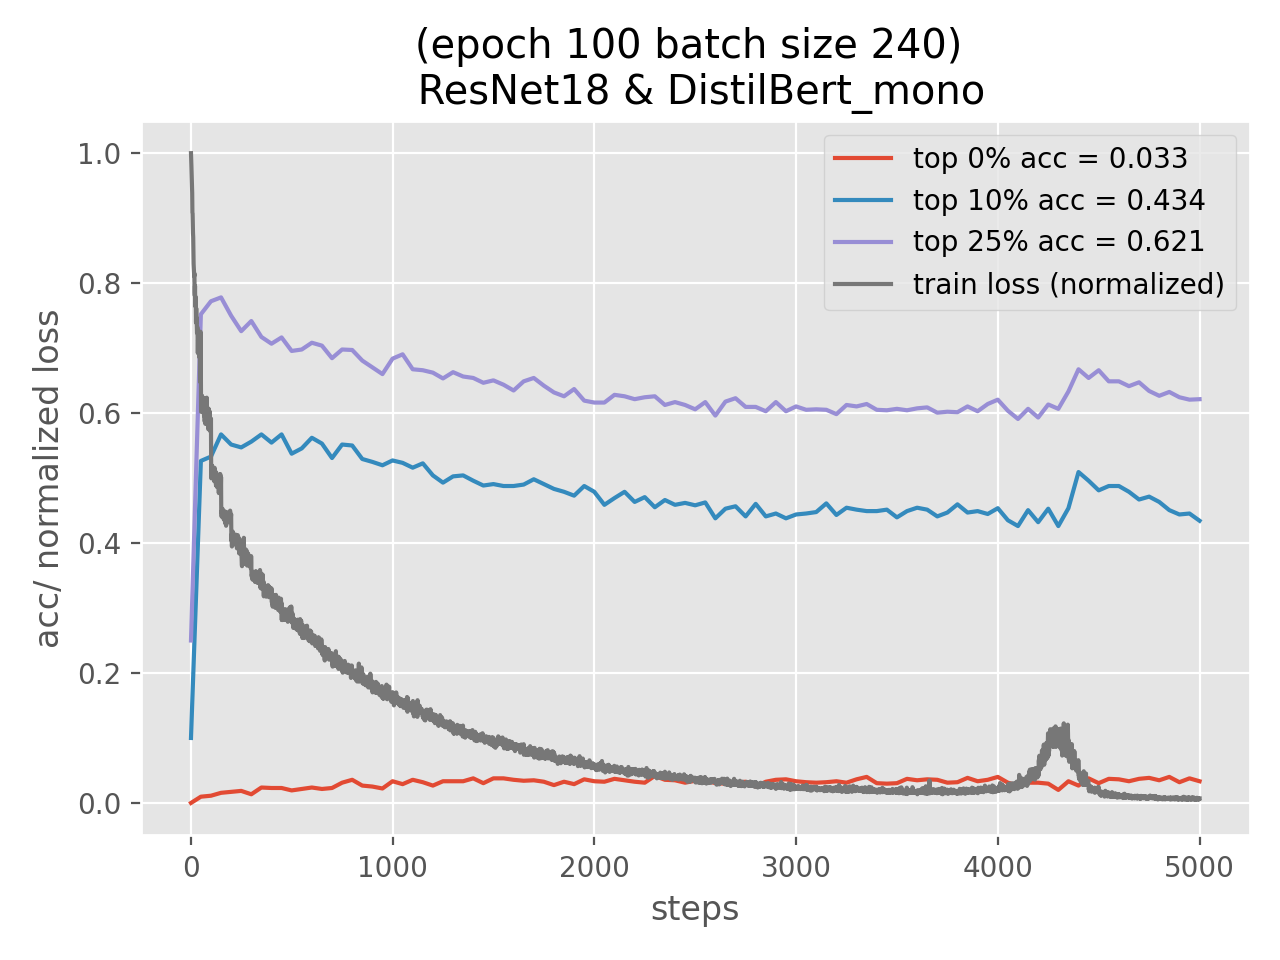 (epoch 100 batch size 240)
ResNet18 & DistilBert_mono
top 0% acc = 0.033
top 10% acc = 0.434
top 25% acc = 0.621
train loss (normalized)
acc/ normalized loss
1.0
0.8
0.6
0.4
0.2
0.0
0 1000 2000 3000 4000 5000
steps